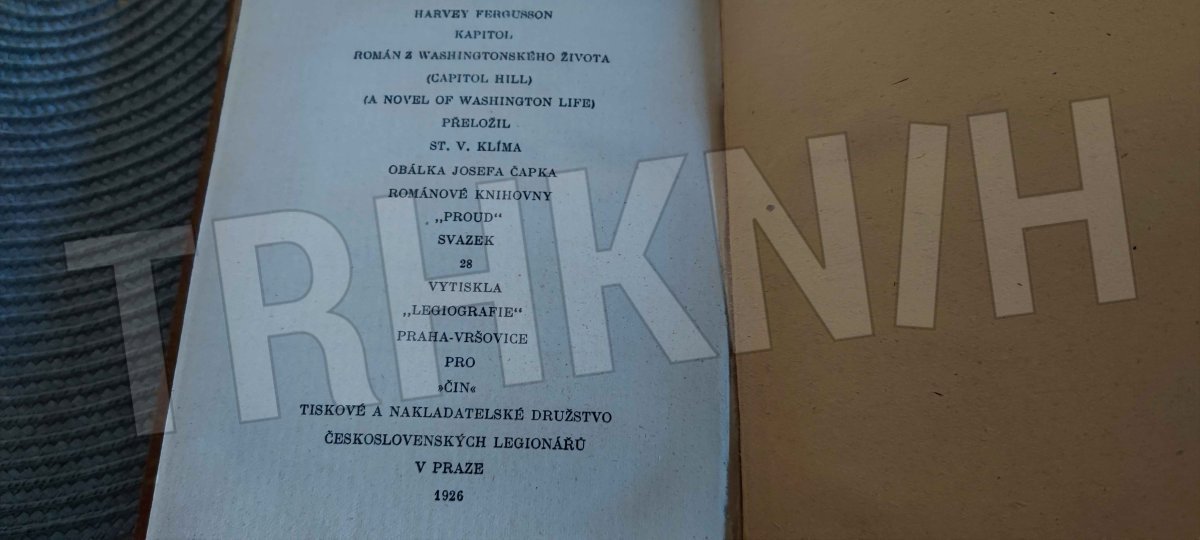 HARVEY FERGUSSON
KAPITOL
ROMÁN Z WASHINGTONSKÉHO ŽIVOTA
(CAPITOL HILL)
(A NOVEL OF WASHINGTON LIFE)
PŘELOŽIL
ST. V. KLÍMA
OBÁLKA JOSEFA ČAPKA
ROMÁNOVÉ KNIHOVNY
„PROUD“
SVAZEK
28
VYTISKLA
„LEGIOGRAFIE“
PRAHA-VRŠOVICE
PRO
»ČIN«
TISKOVÉ A NAKLADATELSKÉ DRUŽSTVO
ČESKOSLOVENSKÝCH LEGIONÁŘŮ
V PRAZE
1926
TRHKN/H